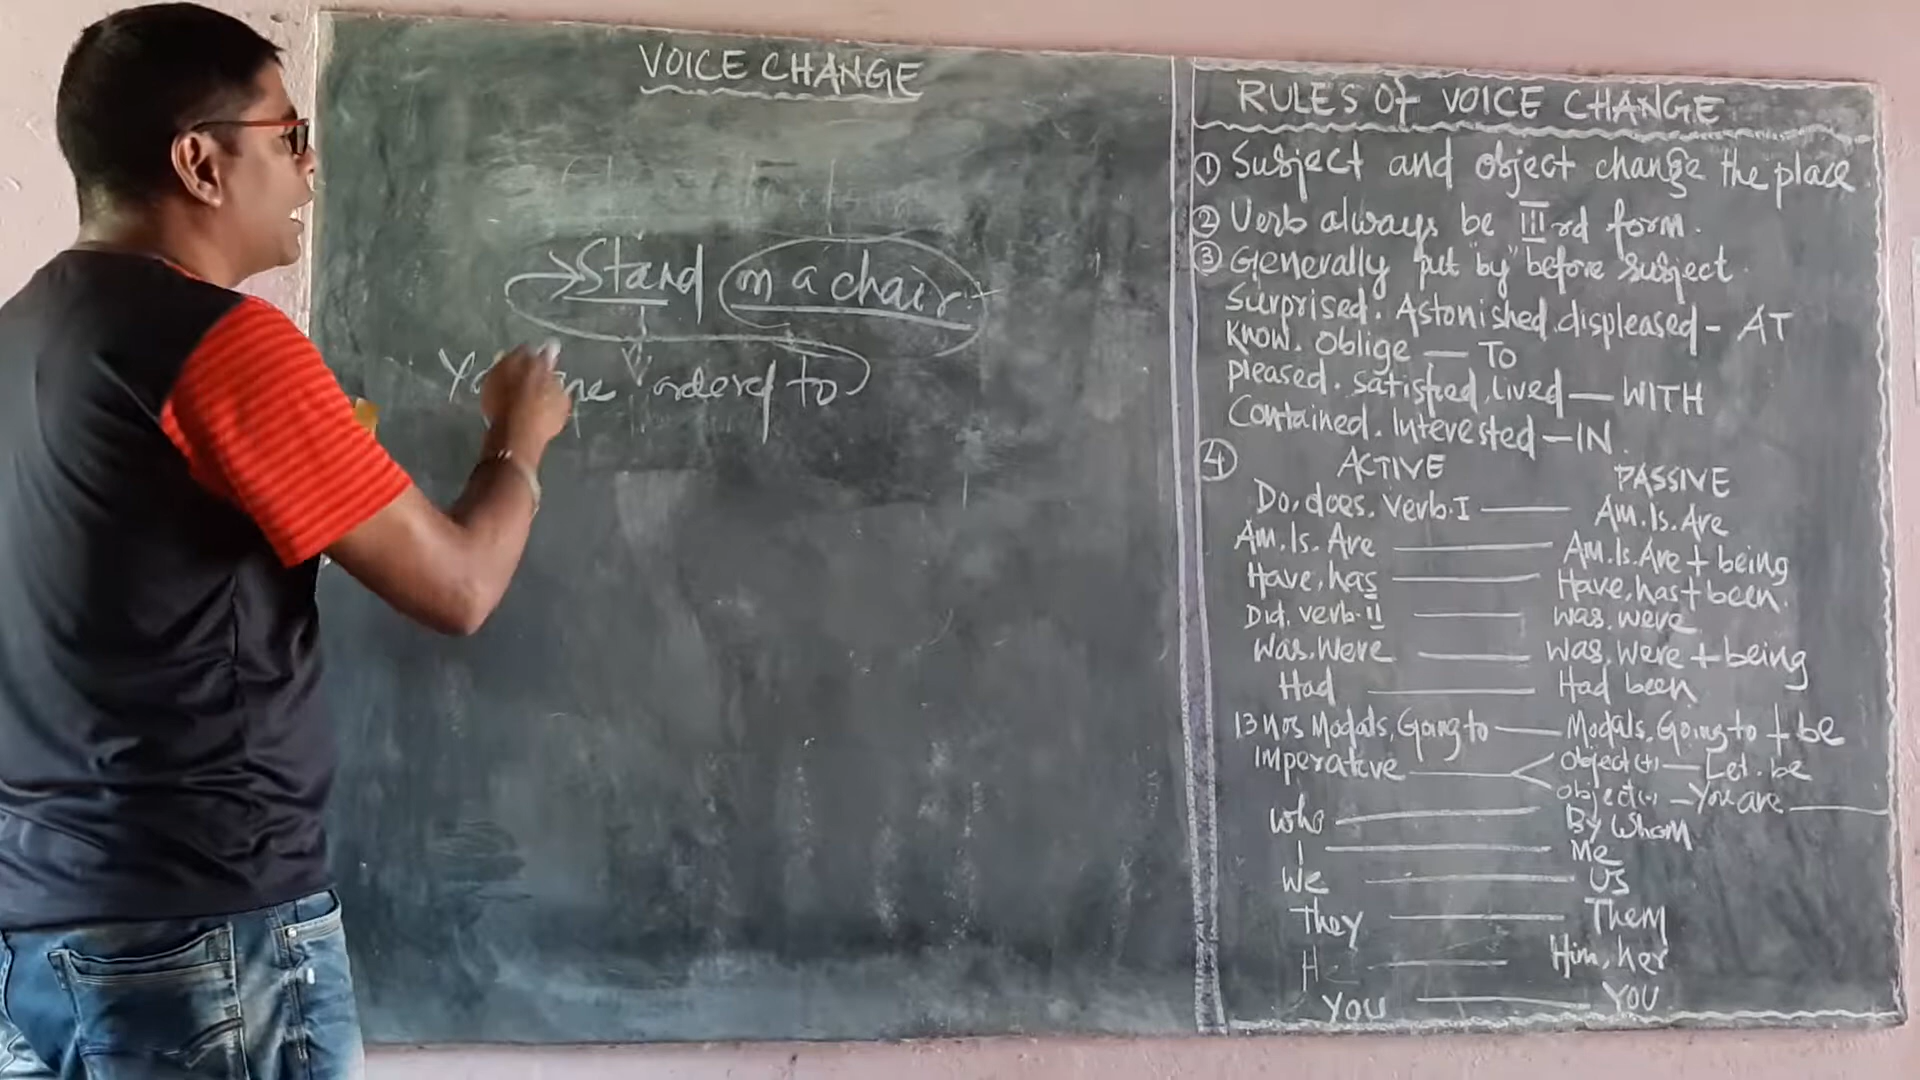 VOICE CHANGE
Stand on a chair.
are ordered to
RULES Of VOICE CHANGE
① Subject and object change the place
② Verb always be IIIrd form.
③ Generally put "by" before subject.
Surprised. Astonished. displeased - AT
Know. Oblige — TO
pleased. satisfied, lived — WITH
Contained. Interested — IN.
④ ACTIVE PASSIVE
Do, does. verb. I — Am. Is. Are
Am. Is. Are — Am. Is. Are + being
Have, has — Have, has + been.
Did, verb. II — was. were
Was. Were — was. were + being
Had — Had been
13 nos Modals, Going to — Modals, Going to + be
Imperative — Object (+) — Let. be
object (-) — You are —
Who — By Whom
I — Me
We — Us
They — Them
H — Him, her
You — YOU